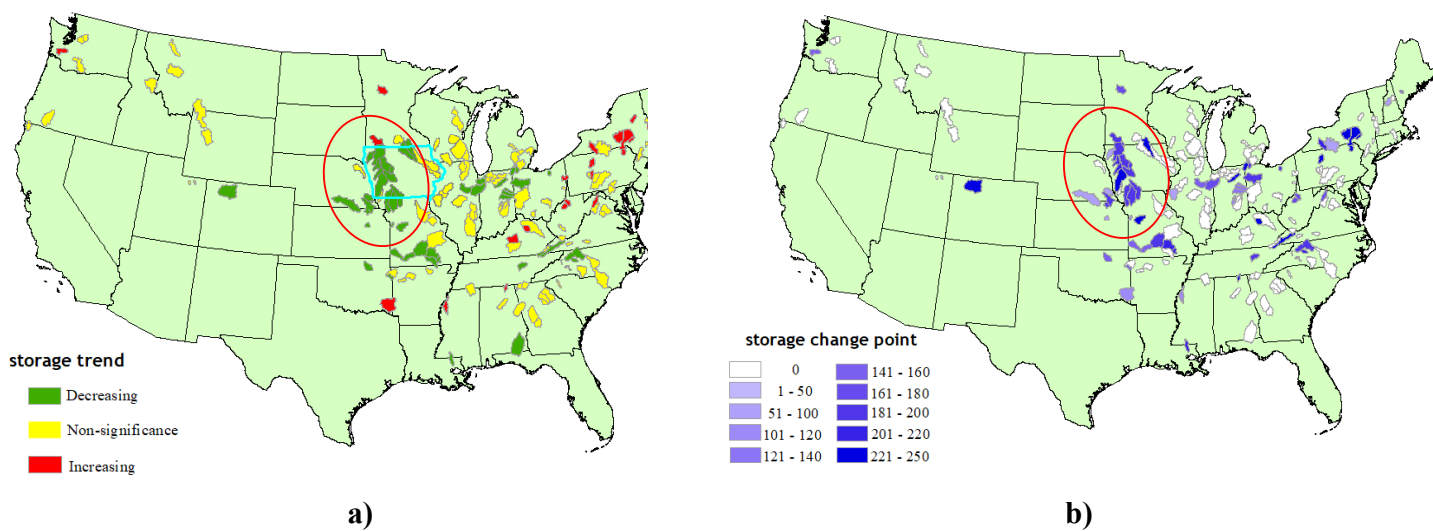 storage trend
Decreasing
Non-significance
Increasing
a)
storage change point
0
1 - 50
51 - 100
101 - 120
121 - 140
141 - 160
161 - 180
181 - 200
201 - 220
221 - 250
b)